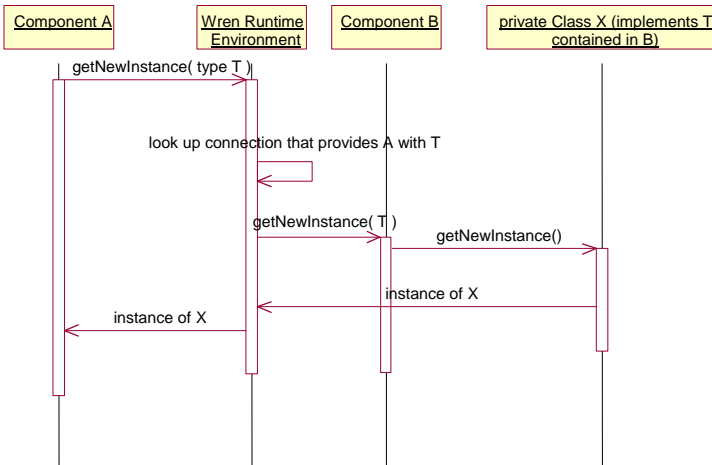 Component A
Wren Runtime
Environment
Component B
private Class X (implements T
contained in B)
getNewInstance( type T )
look up connection that provides A with T
getNewInstance( T )
getNewInstance()
instance of X
instance of X